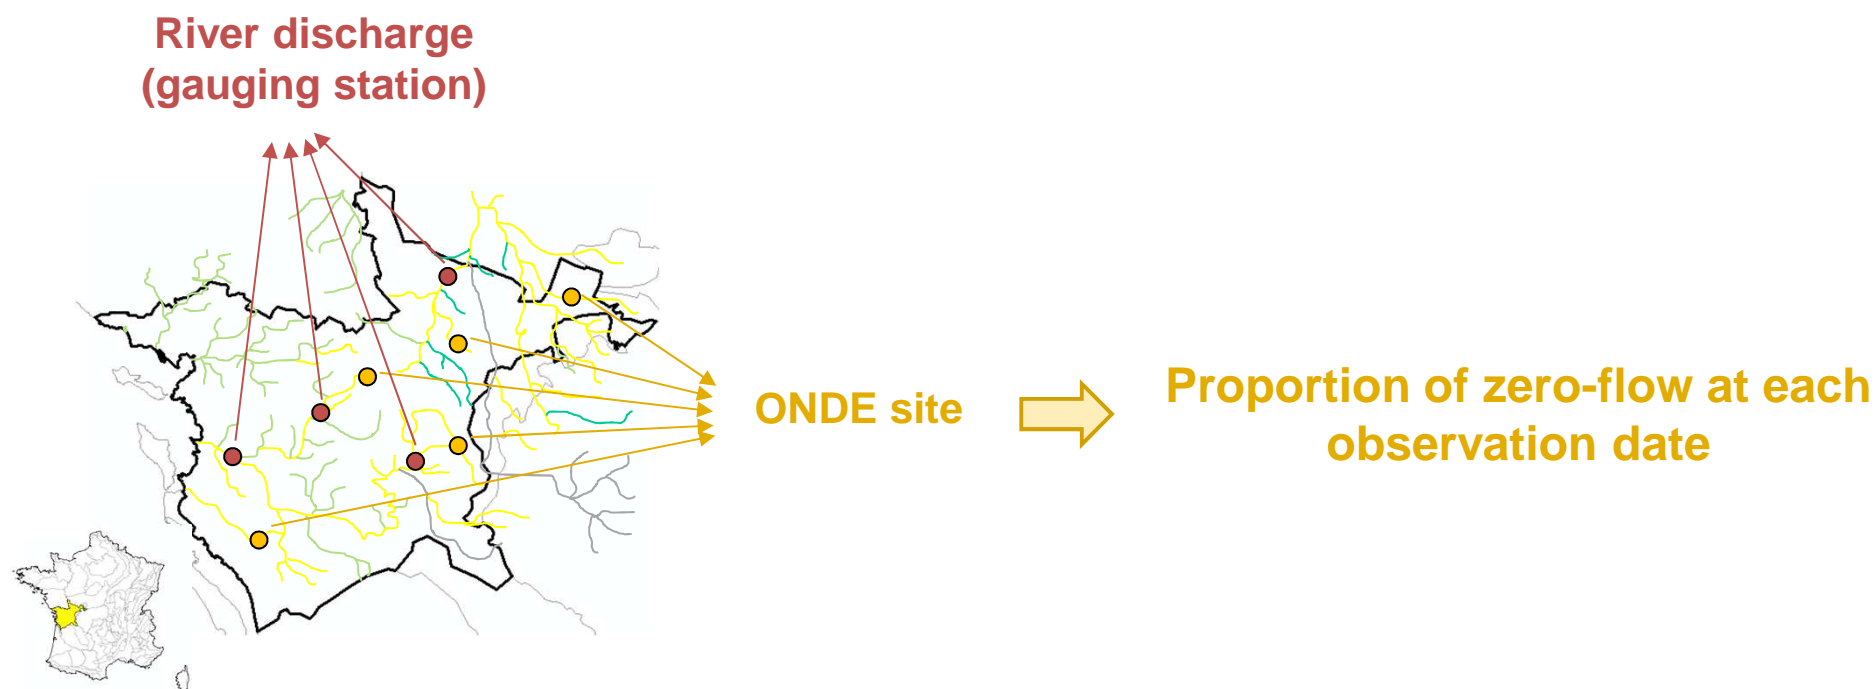 River discharge
(gauging station)
ONDE site
Proportion of zero-flow at each
observation date